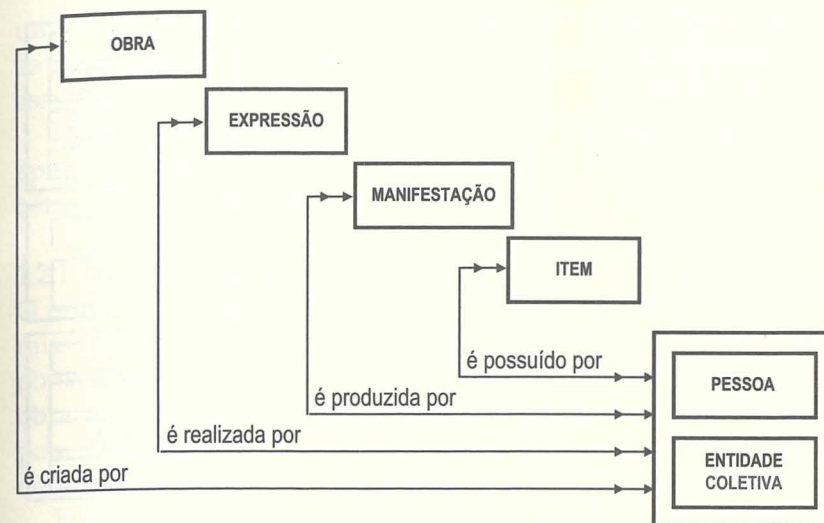 OBRA
EXPRESSÃO
MANIFESTAÇÃO
ITEM
é possuído por
PESSOA
é produzida por
é realizada por
ENTIDADE
COLETIVA
é criada por